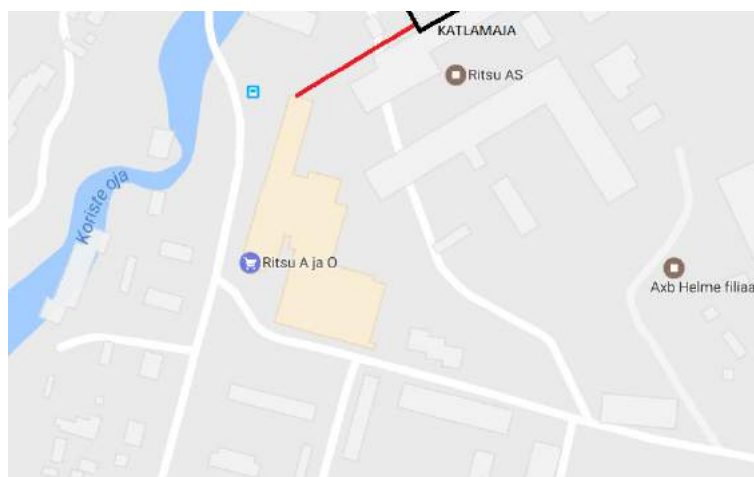 KATLAMAJA
Ritsu AS
Koriste oja
Ritsu A ja O
Axb Helme filiaa